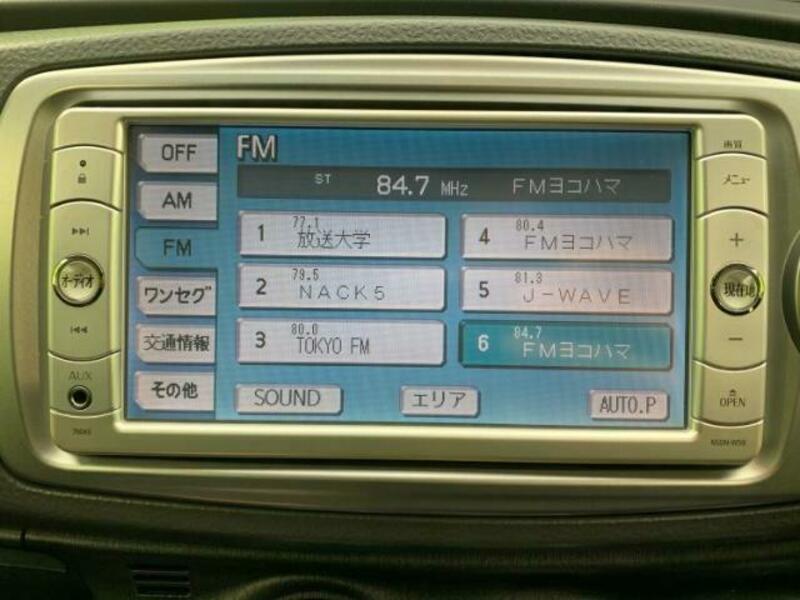 FM
ST 84.7 MHz FMヨコハマ
OFF
AM
FM
ワンセグ
交通情報
その他
1 77.1 放送大学
2 79.5 NACK5
3 80.0 TOKYO FM
4 80.4 FMヨコハマ
5 81.3 J-WAVE
6 84.7 FMヨコハマ
SOUND
エリア
AUTO.P
オーディオ
AUX
画質
メニュー
+
現在地
-
OPEN
NSDN-W59